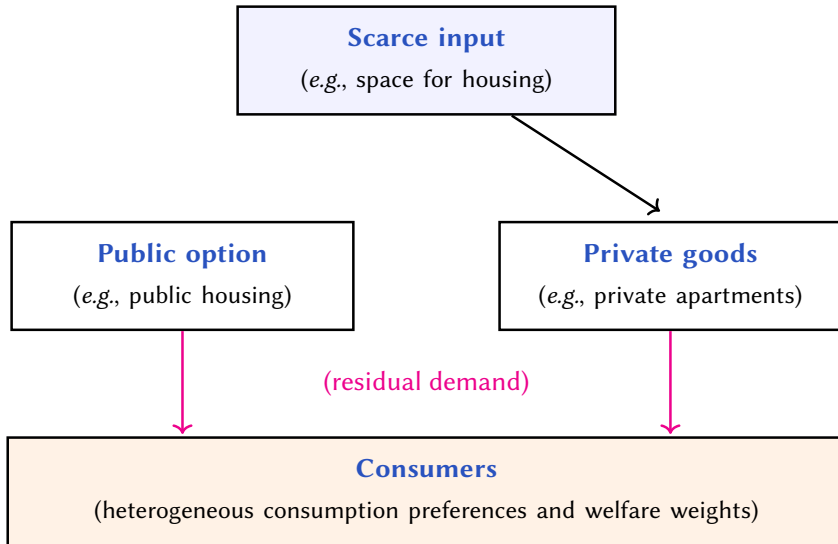 Scarce input
(e.g., space for housing)
Public option
(e.g., public housing)
Private goods
(e.g., private apartments)
(residual demand)
Consumers
(heterogeneous consumption preferences and welfare weights)